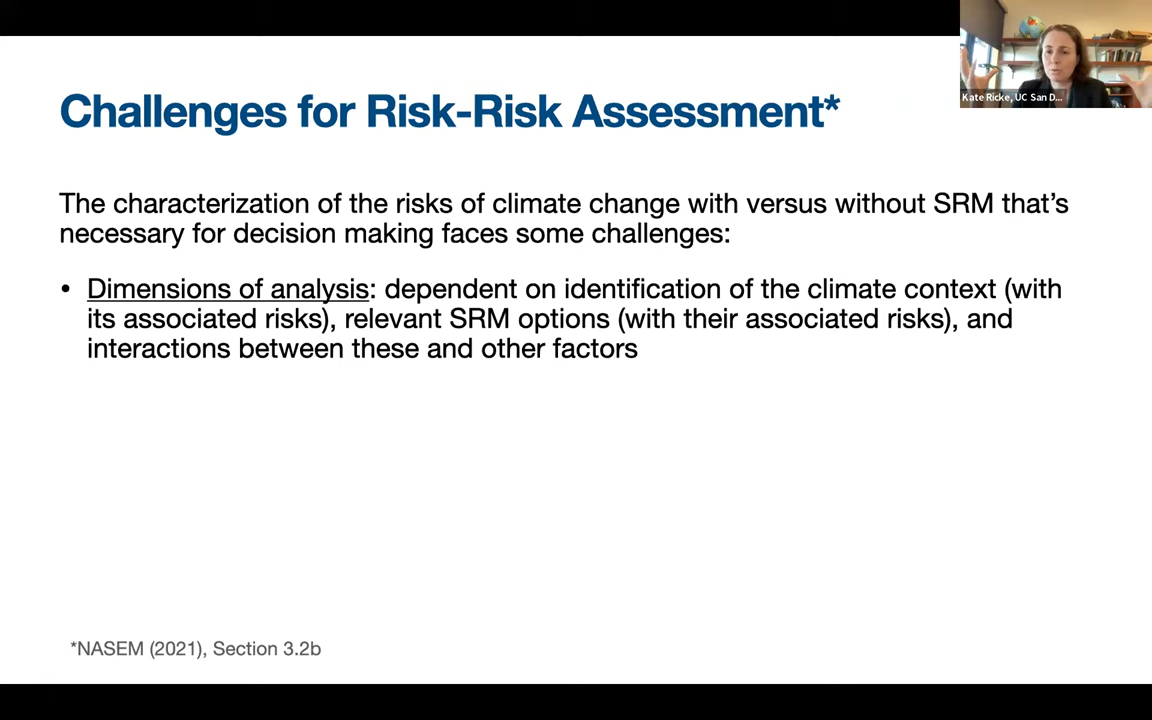 Kate Ricke, UC San D...
Challenges for Risk-Risk Assessment*
The characterization of the risks of climate change with versus without SRM that’s
necessary for decision making faces some challenges:
• Dimensions of analysis: dependent on identification of the climate context (with
its associated risks), relevant SRM options (with their associated risks), and
interactions between these and other factors
*NASEM (2021), Section 3.2b